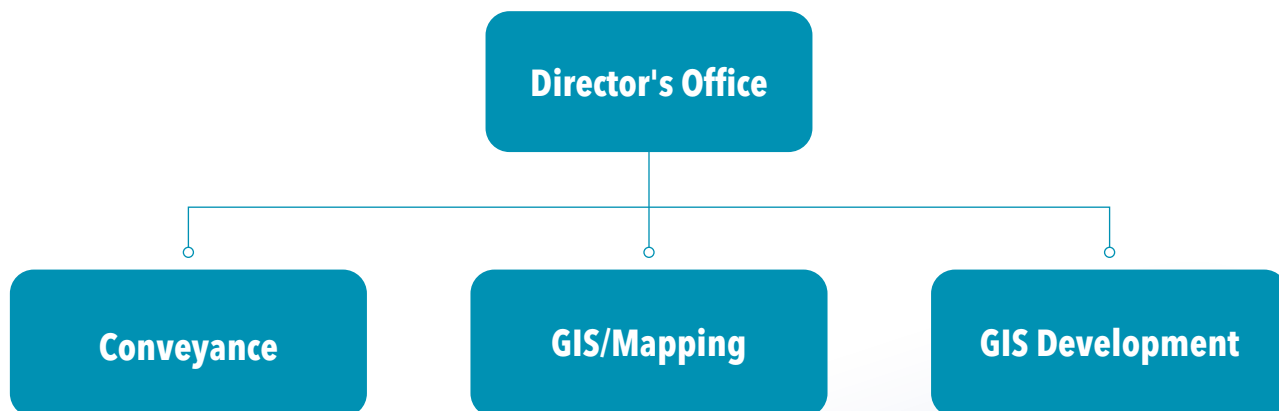 Director's Office
Conveyance
GIS/Mapping
GIS Development